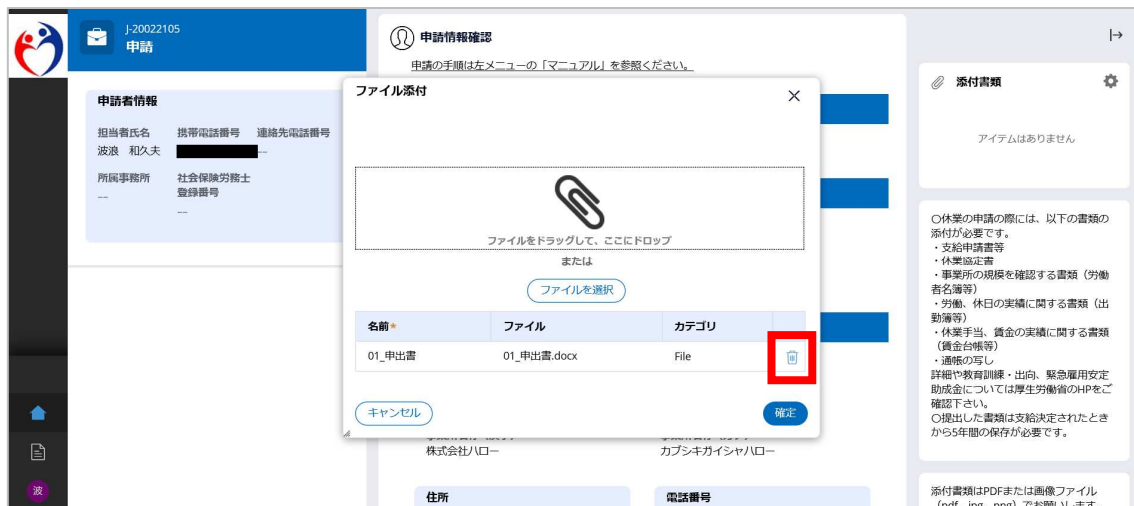 J-20022105
申請
申請者情報
担当者氏名 携帯電話番号 連絡先電話番号
波浪 和久夫 --
所属事務所 社会保険労務士
登録番号
--
--
申請情報確認
申請の手順は左メニューの「マニュアル」を参照ください。
ファイル添付
ファイルをドラッグして、ここにドロップ
または
ファイルを選択
名前* ファイル カテゴリ
01_申出書 01_申出書.docx File
キャンセル 確定
株式会社ハロー カブシキガイシャハロー
住所 電話番号
添付書類
アイテムはありません
〇休業の申請の際には、以下の書類の
添付が必要です。
・支給申請書等
・休業協定書
・事業所の規模を確認する書類（労働
者名簿等）
・労働、休日の実績に関する書類（出
勤簿等）
・休業手当、賃金の実績に関する書類
（賃金台帳等）
・通帳の写し
詳細や教育訓練・出向、緊急雇用安定
助成金については厚生労働省のHPをご
確認下さい。
〇提出した書類は支給決定されたとき
から5年間の保存が必要です。
添付書類はPDFまたは画像ファイル
（pdf、jpg、png）でお願いします。
波